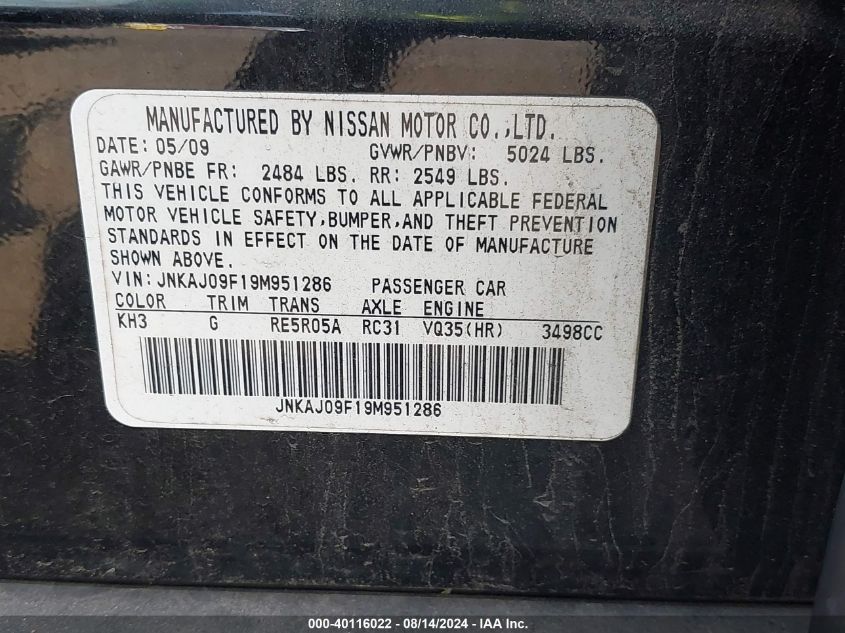 MANUFACTURED BY NISSAN MOTOR CO.,LTD.
DATE: 05/09 GVWR/PNBV: 5024 LBS.
GAWR/PNBE FR: 2484 LBS. RR: 2549 LBS.
THIS VEHICLE CONFORMS TO ALL APPLICABLE FEDERAL
MOTOR VEHICLE SAFETY,BUMPER,AND THEFT PREVENTION
STANDARDS IN EFFECT ON THE DATE OF MANUFACTURE
SHOWN ABOVE.
VIN:JNKAJ09F19M951286 PASSENGER CAR
COLOR TRIM TRANS AXLE ENGINE
KH3 G RE5R05A RC31 VQ35(HR) 3498CC
JNKAJ09F19M951286
000-40116022 - 08/14/2024 - IAAI Inc.